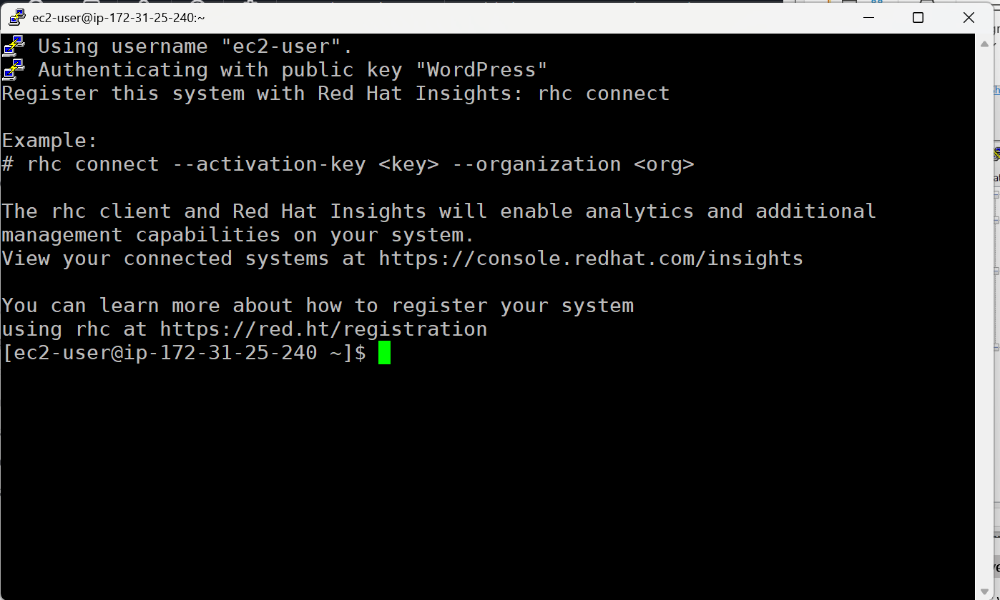 ec2-user@ip-172-31-25-240:~
Using username "ec2-user".
Authenticating with public key "WordPress"
Register this system with Red Hat Insights: rhc connect
Example:
# rhc connect --activation-key <key> --organization <org>
The rhc client and Red Hat Insights will enable analytics and additional
management capabilities on your system.
View your connected systems at https://console.redhat.com/insights
You can learn more about how to register your system
using rhc at https://red.ht/registration
[ec2-user@ip-172-31-25-240 ~]$